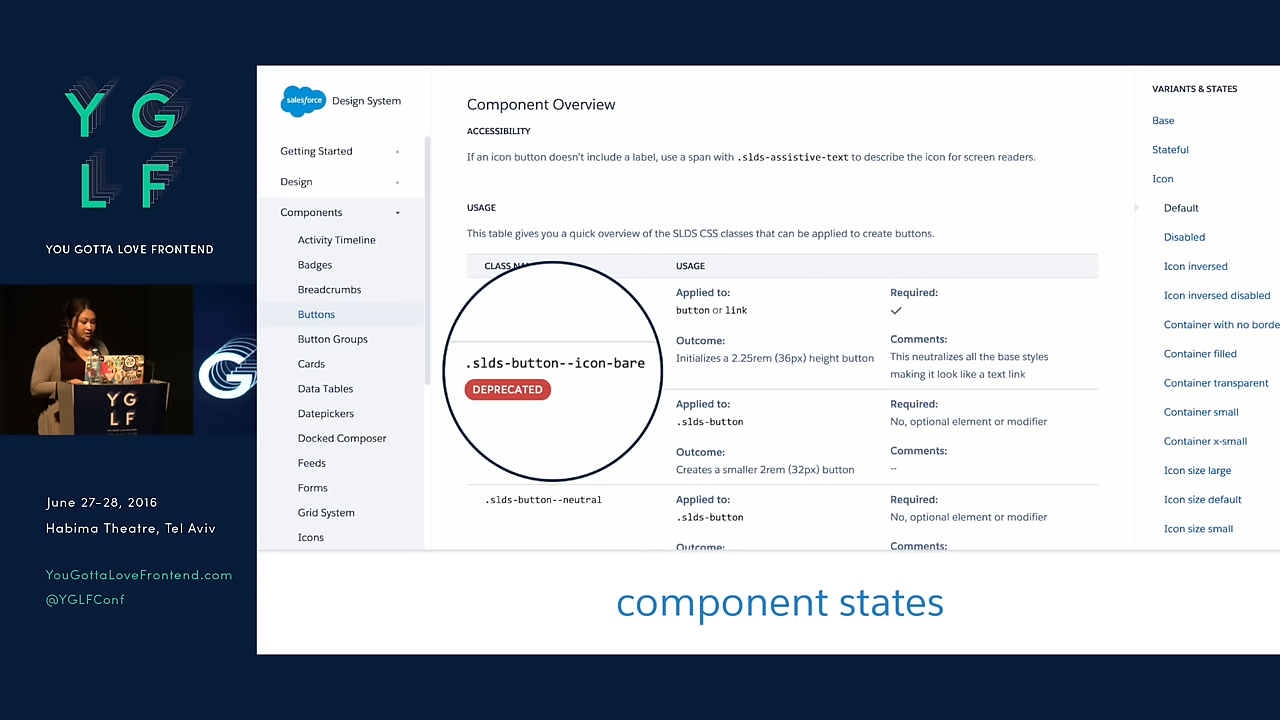 Y G
L F
YOU GOTTA LOVE FRONTEND
Y G
L F
G
June 27-28, 2016
Habima Theatre, Tel Aviv
YouGottaLoveFrontend.com
@YGLFConf
salesforce Design System
Getting Started
Design
Components
Activity Timeline
Badges
Breadcrumbs
Buttons
Button Groups
Cards
Data Tables
Datepickers
Docked Composer
Feeds
Forms
Grid System
Icons
Component Overview
ACCESSIBILITY
If an icon button doesn't include a label, use a span with .slds-assistive-text to describe the icon for screen readers.
USAGE
This table gives you a quick overview of the SLDS CSS classes that can be applied to create buttons.
CLASS USAGE
.slds-button--icon-bare
DEPRECATED
Applied to: Required:
button or link
Outcome: Comments:
Initializes a 2.25rem (36px) height button This neutralizes all the base styles
making it look like a text link
Applied to: Required:
.slds-button No, optional element or modifier
Outcome: Comments:
Creates a smaller 2rem (32px) button --
.slds-button--neutral Applied to: Required:
.slds-button No, optional element or modifier
Outcome: Comments:
VARIANTS & STATES
Base
Stateful
Icon
Default
Disabled
Icon inversed
Icon inversed disabled
Container with no borde
Container filled
Container transparent
Container small
Container x-small
Icon size large
Icon size default
Icon size small
component states